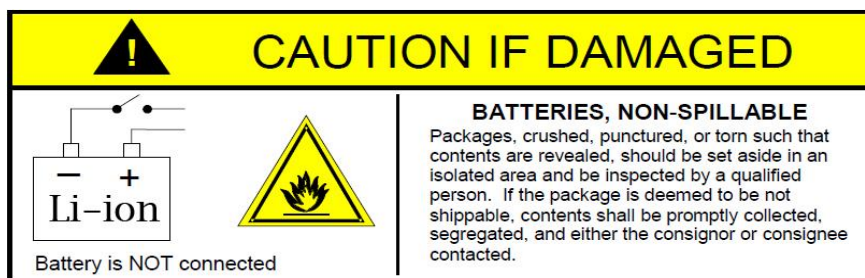 ! CAUTION IF DAMAGED
− +
Li-ion
Battery is NOT connected
BATTERIES, NON-SPILLABLE
Packages, crushed, punctured, or torn such that
contents are revealed, should be set aside in an
isolated area and be inspected by a qualified
person. If the package is deemed to be not
shippable, contents shall be promptly collected,
segregated, and either the consignor or consignee
contacted.